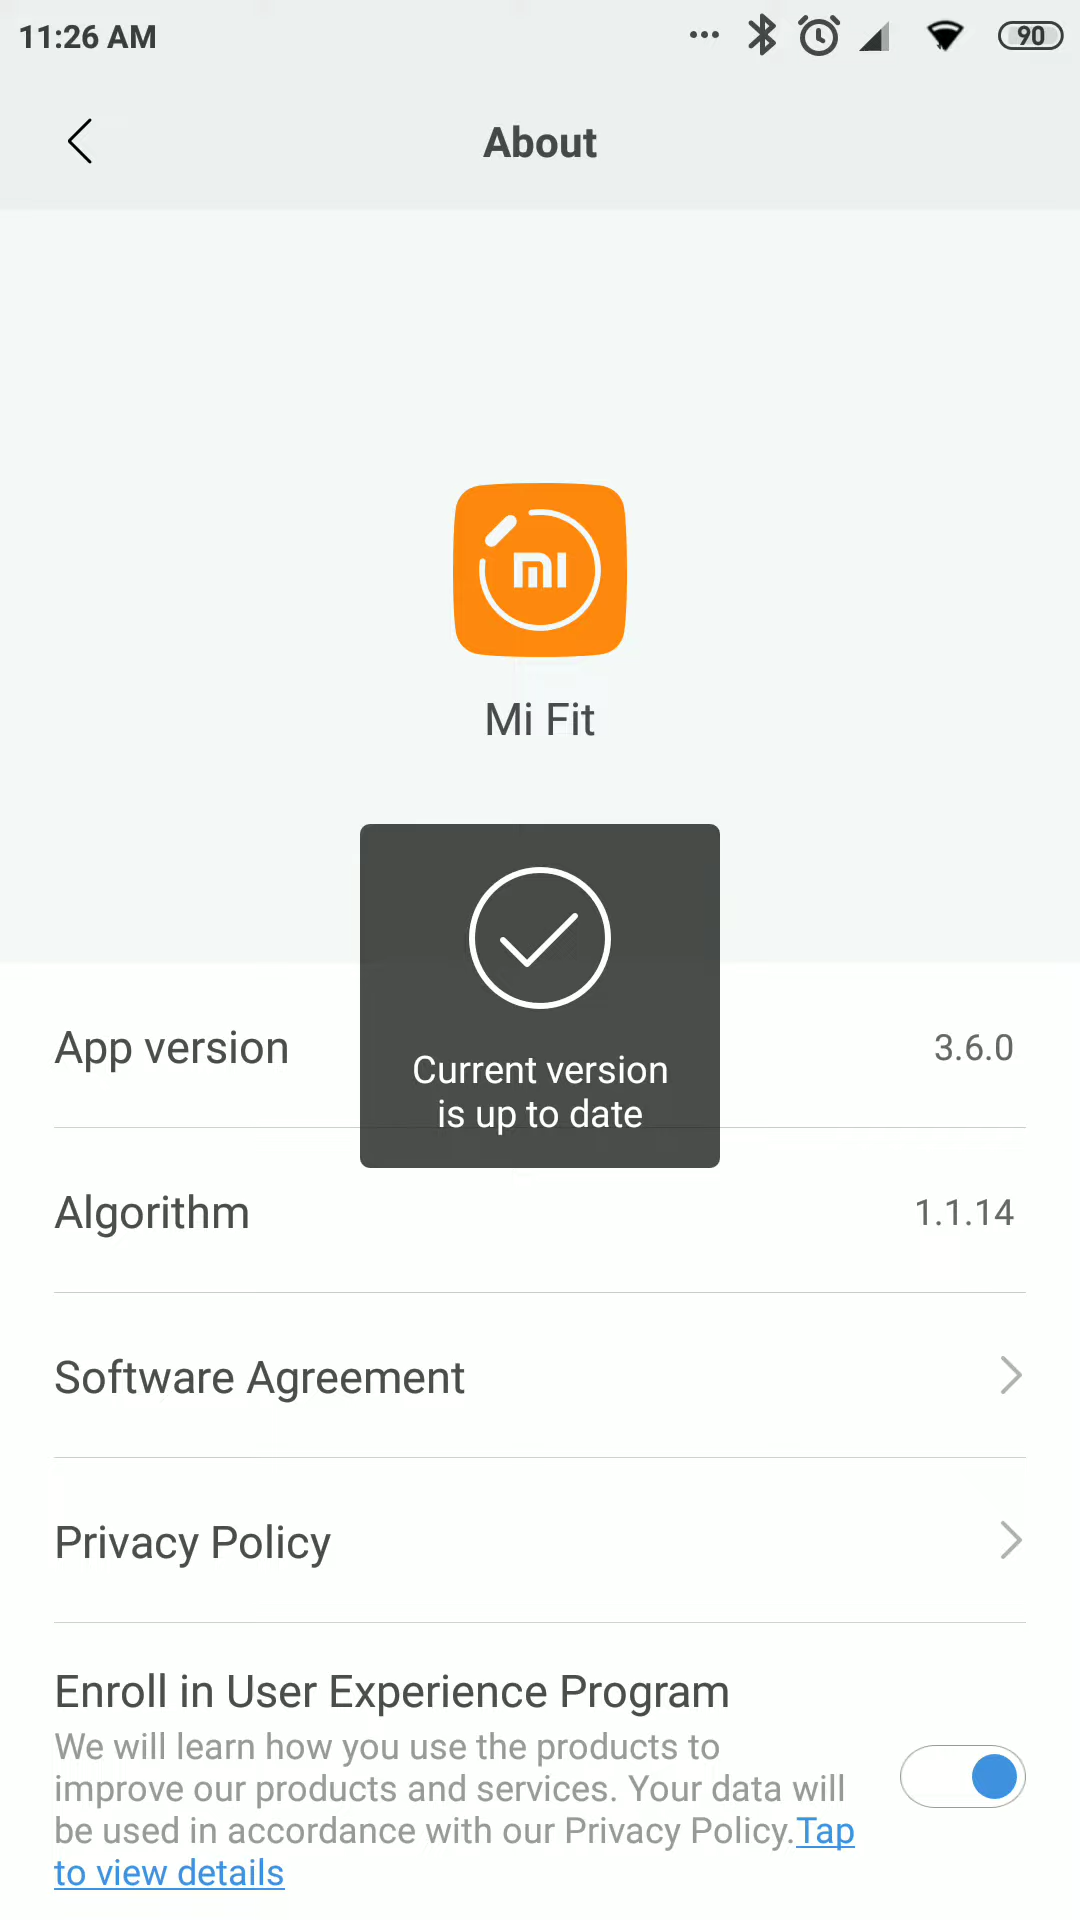 11:26 AM
90
About
mi
Mi Fit
Current version
is up to date
App version
3.6.0
Algorithm
1.1.14
Software Agreement
Privacy Policy
Enroll in User Experience Program
We will learn how you use the products to
improve our products and services. Your data will
be used in accordance with our Privacy Policy.Tap
to view details